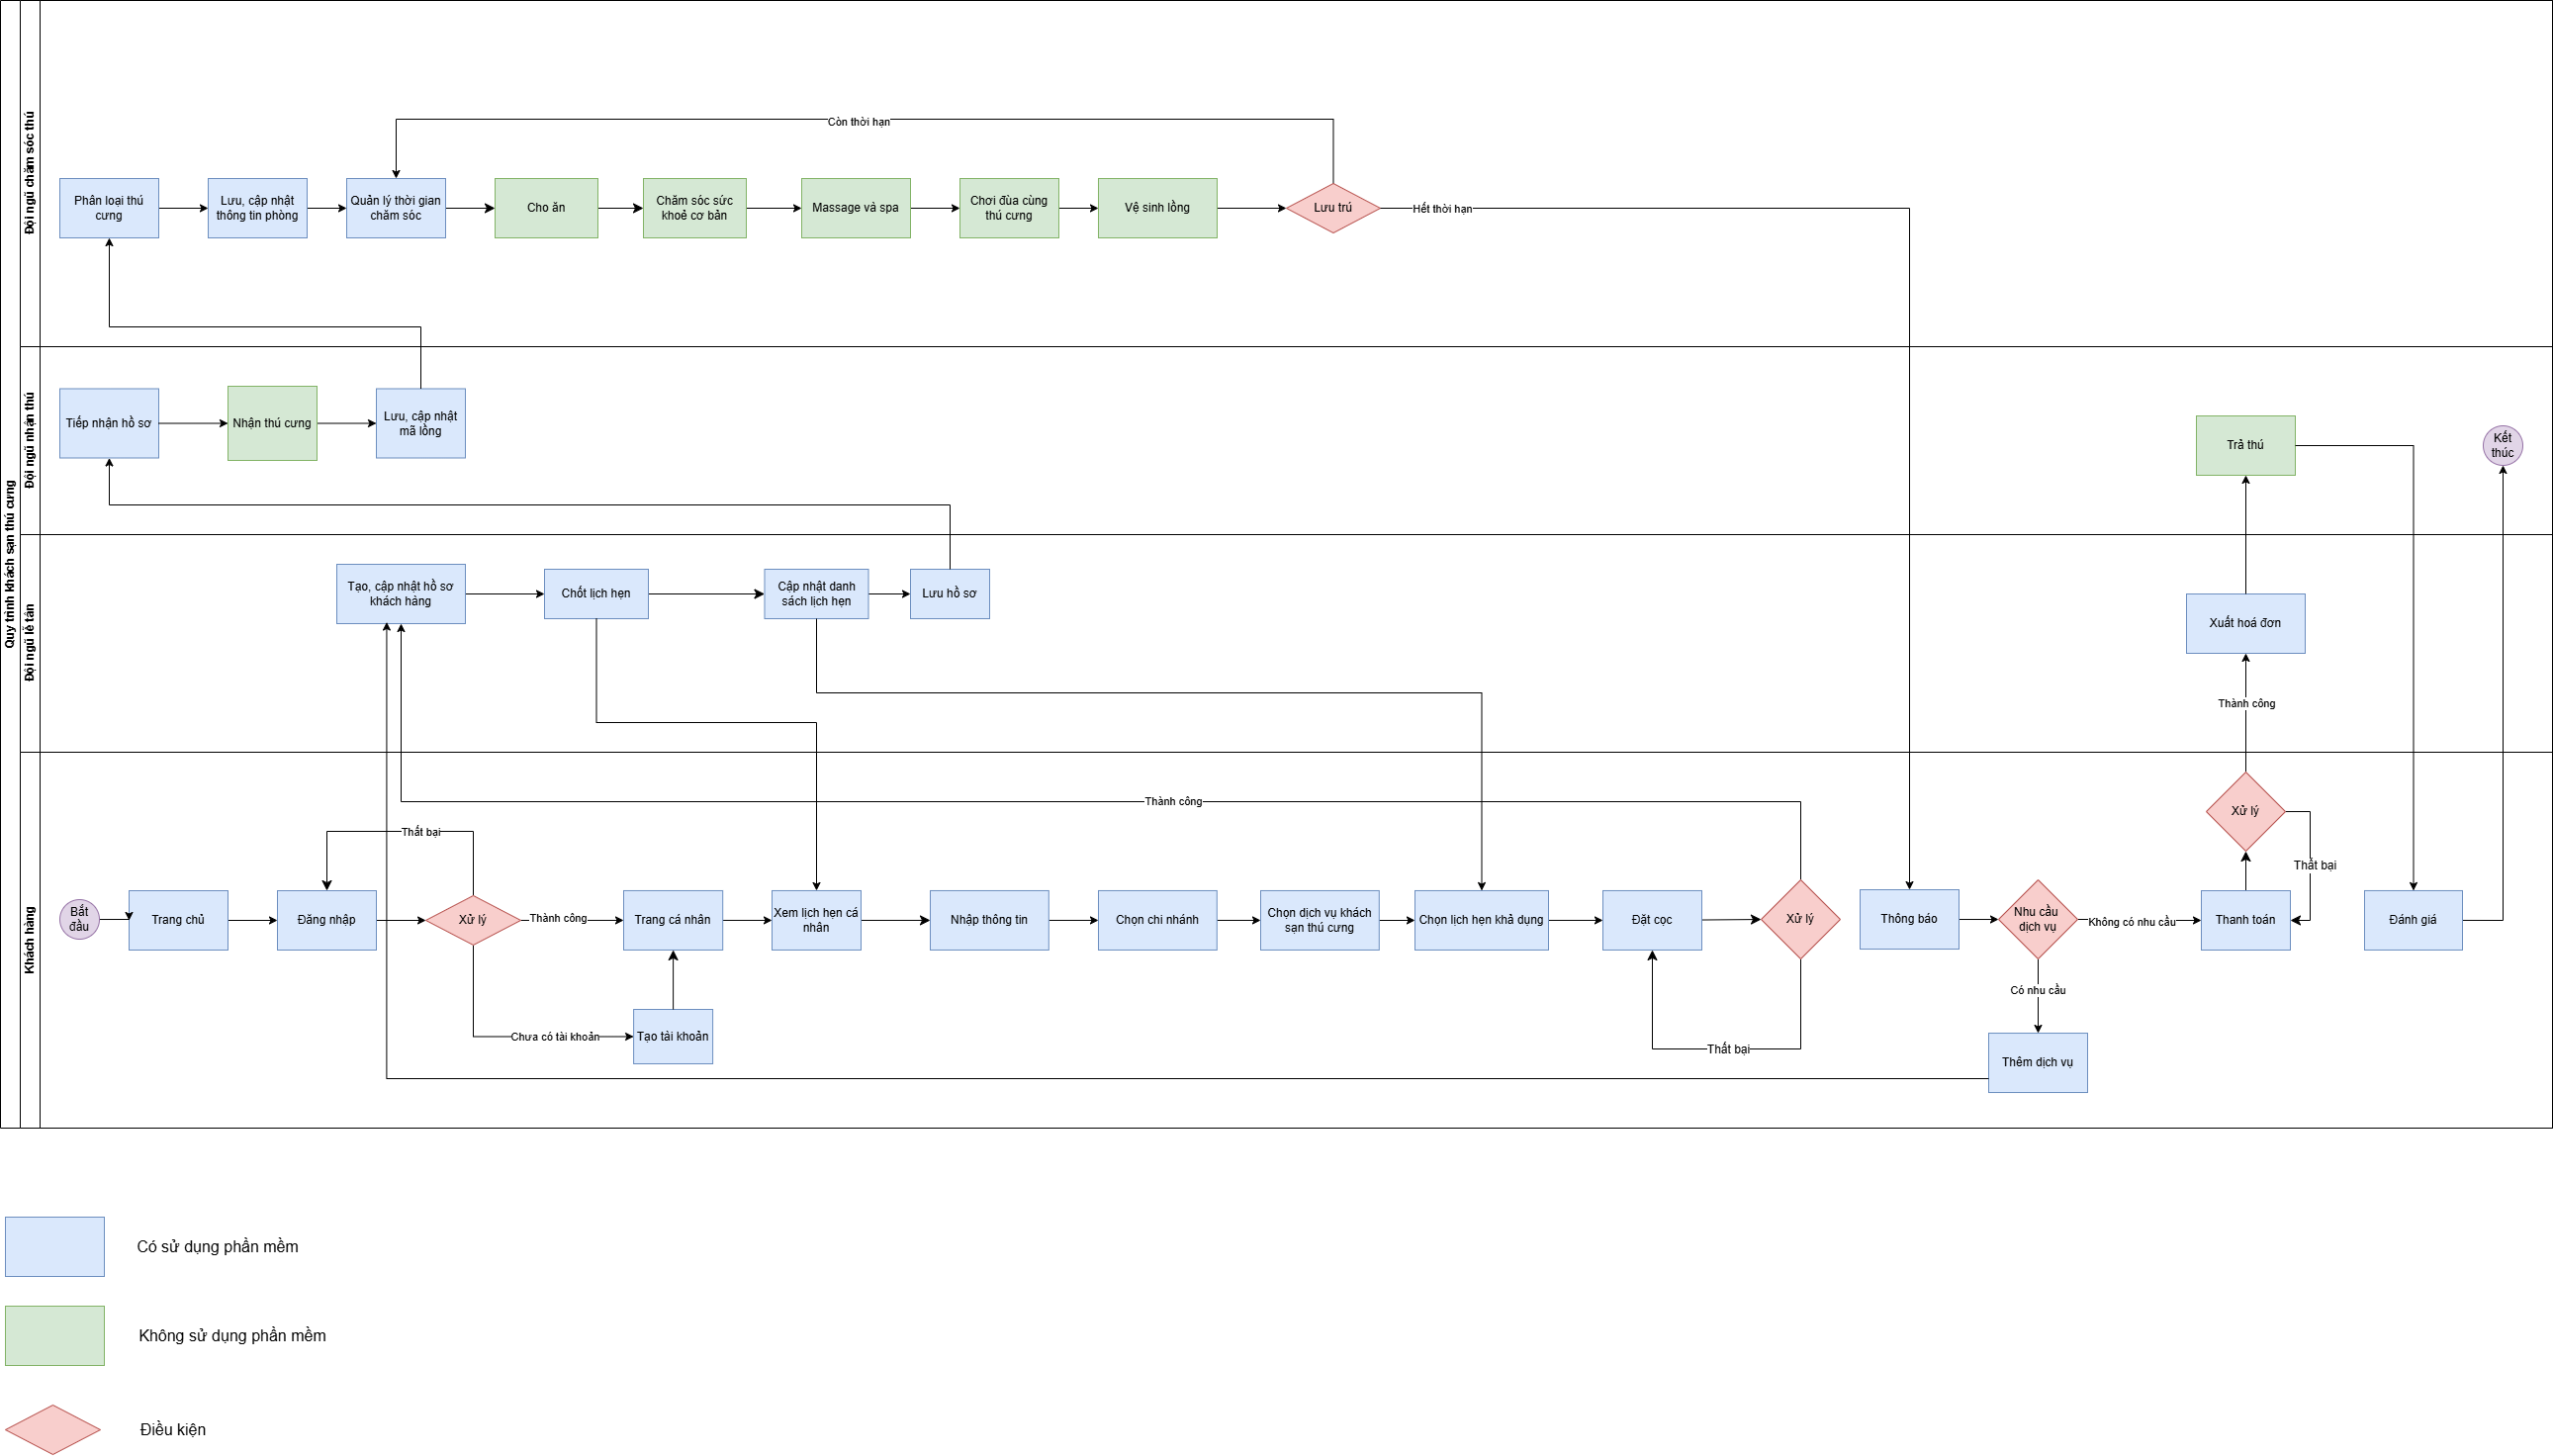 Quy trình khách sạn thú cưng
Đội ngũ chăm sóc thú
Còn thời hạn
Phân loại thú
cưng
Lưu, cập nhật
thông tin phòng
Quản lý thời gian
chăm sóc
Cho ăn
Chăm sóc sức
khoẻ cơ bản
Massage và spa
Chơi đùa cùng
thú cưng
Vệ sinh lồng
Lưu trú
Hết thời hạn
Đội ngũ nhận thú
Tiếp nhận hồ sơ
Nhận thú cưng
Lưu, cập nhật
mã lồng
Trả thú
Kết
thúc
Đội ngũ lễ tân
Tạo, cập nhật hồ sơ
khách hàng
Chốt lịch hẹn
Cập nhật danh
sách lịch hẹn
Lưu hồ sơ
Xuất hoá đơn
Thành công
Khách hàng
Thành công
Thất bại
Xử lý
Thất bại
Bắt
đầu
Trang chủ
Đăng nhập
Xử lý
Thành công
Trang cá nhân
Xem lịch hẹn cá
nhân
Nhập thông tin
Chọn chi nhánh
Chọn dịch vụ khách
sạn thú cưng
Chọn lịch hẹn khả dụng
Đặt cọc
Xử lý
Thông báo
Nhu cầu
dịch vụ
Không có nhu cầu
Thanh toán
Đánh giá
Có nhu cầu
Chưa có tài khoản
Tạo tài khoản
Thất bại
Thêm dịch vụ
Có sử dụng phần mềm
Không sử dụng phần mềm
Điều kiện